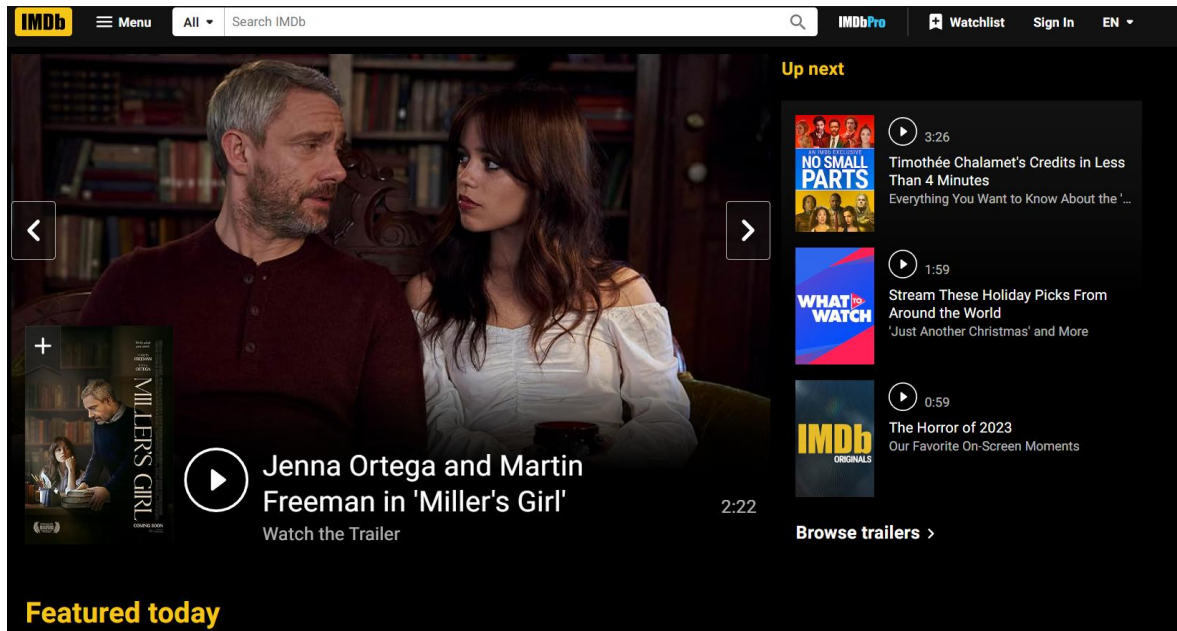 IMDb
Menu
All
Search IMDb
IMDbPro
Watchlist
Sign In
EN
Up next
AN IMDb EXCLUSIVE
NO SMALL
PARTS
3:26
Timothée Chalamet's Credits in Less
Than 4 Minutes
Everything You Want to Know About the '...
WHAT TO
WATCH
1:59
Stream These Holiday Picks From
Around the World
'Just Another Christmas' and More
IMDb
ORIGINALS
0:59
The Horror of 2023
Our Favorite On-Screen Moments
Browse trailers
MARTIN
FREEMAN
JENNA
ORTEGA
MILLER'S GIRL
COMING SOON
Jenna Ortega and Martin
Freeman in 'Miller's Girl'
Watch the Trailer
2:22
Featured today